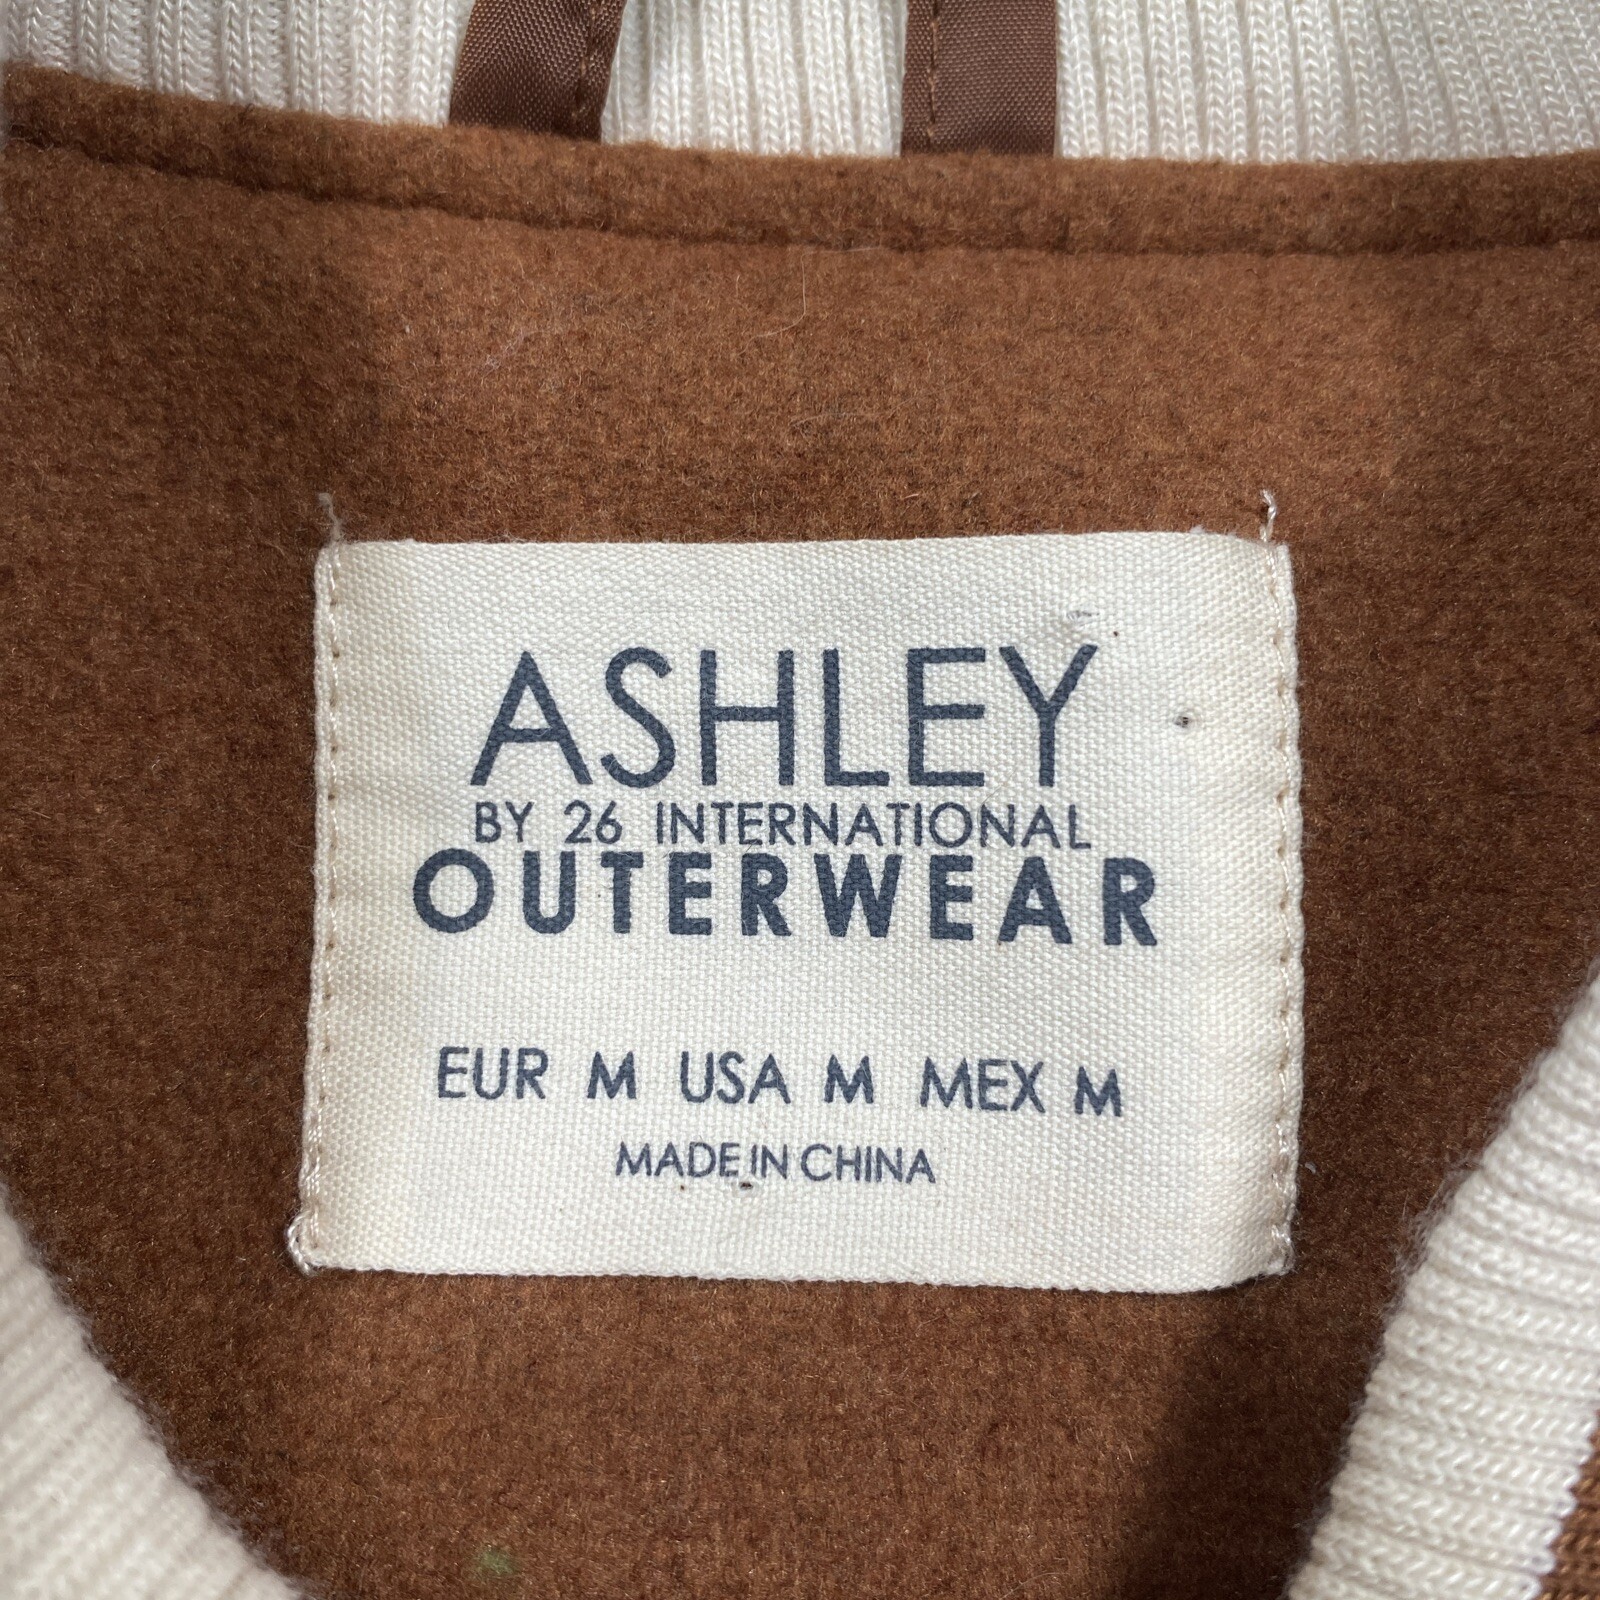 ASHLEY
BY 26 INTERNATIONAL
OUTERWEAR
EUR M USA M MEX M
MADE IN CHINA